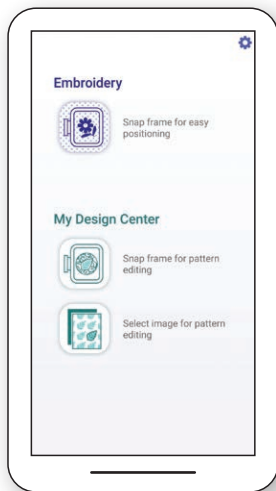 Embroidery
Snap frame for easy
positioning
My Design Center
Snap frame for pattern
editing
Select image for pattern
editing